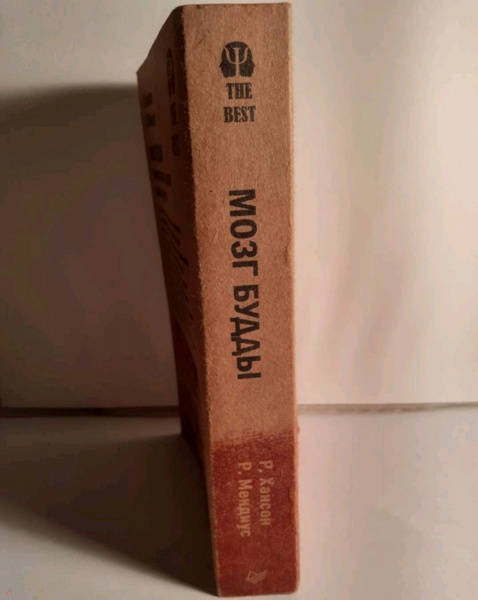 THE
BEST
МОЗГ БУДДЫ
Р. Хансон
Р. Мендиус